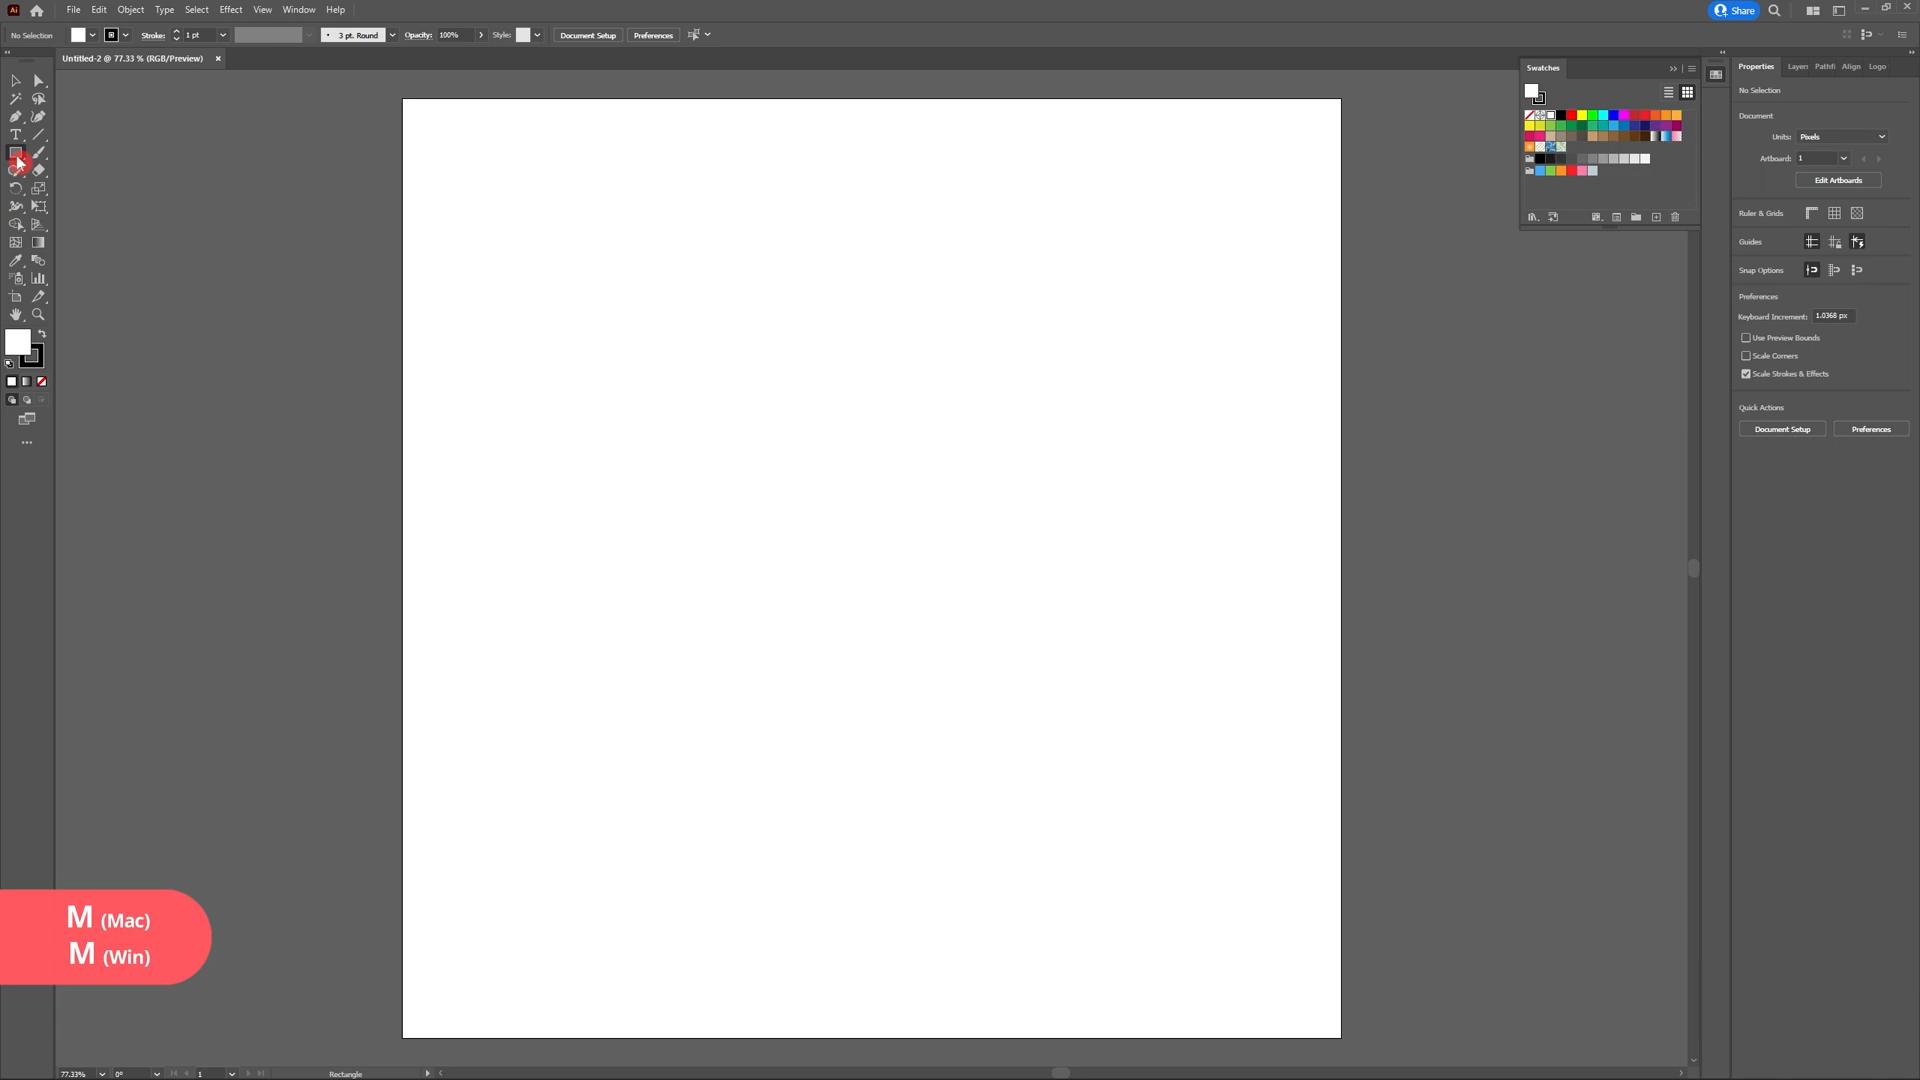 Ai File Edit Object Type Select Effect View Window Help Share
No Selection Stroke: 1 pt 3 pt. Round Opacity: 100% Style: Document Setup Preferences
Untitled-2 @ 77.33 % (RGB/Preview) ×
Swatches
Properties Layers Pathfi Align Logo
No Selection
Document
Units: Pixels
Artboard: 1
Edit Artboards
Ruler & Grids
Guides
Snap Options
Preferences
Keyboard Increment: 1.0368 px
Use Preview Bounds
Scale Corners
Scale Strokes & Effects
Quick Actions
Document Setup Preferences
M (Mac)
M (Win)
77.33% 0° 1 Rectangle